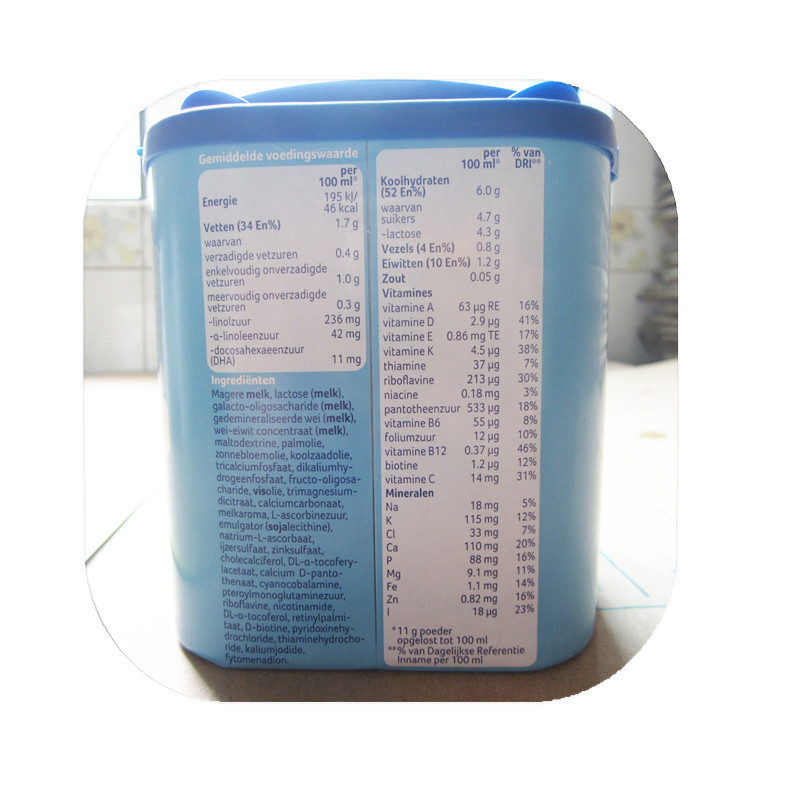 Gemiddelde voedingswaarde
per
100 ml*
Energie 195 kJ/
46 kcal
Vetten (34 En%) 1.7 g
waarvan
verzadigde vetzuren 0.4 g
enkelvoudig onverzadigde
vetzuren 1.0 g
meervoudig onverzadigde
vetzuren 0.3 g
-linolzuur 236 mg
-α-linoleenzuur 42 mg
-docosahexaeenzuur
(DHA) 11 mg
Ingrediënten
Magere melk, lactose (melk),
galacto-oligosacharide (melk),
gedemineraliseerde wei (melk),
wei-eiwit concentraat (melk),
maltodextrine, palmolie,
zonnebloemolie, koolzaadolie,
tricalciumfosfaat, dikaliumhy-
drogeenfosfaat, fructo-oligosa-
charide, visolie, trimagnesium-
dicitraat, calciumcarbonaat,
melkaroma, L-ascorbinezuur,
emulgator (sojalecithine),
natrium-L-ascorbaat,
ijzersulfaat, zinksulfaat,
cholecalciferol, DL-α-tocofery-
lacetaat, calcium D-panto-
thenaat, cyanocobalamine,
pteroylmonoglutaminezuur,
riboflavine, nicotinamide,
DL-α-tocoferol, retinylpalmi-
taat, D-biotine, pyridoxinehy-
drochloride, thiaminehydrocho-
ride, kaliumjodide,
fytomenadion.
per % van
100 ml* DRI**
Koolhydraten
(52 En%) 6.0 g
waarvan
suikers 4.7 g
-lactose 4.3 g
Vezels (4 En%) 0.8 g
Eiwitten (10 En%) 1.2 g
Zout 0.05 g
Vitamines
vitamine A 63 µg RE 16%
vitamine D 2.9 µg 41%
vitamine E 0.86 mg TE 17%
vitamine K 4.5 µg 38%
thiamine 37 µg 7%
riboflavine 213 µg 30%
niacine 0.18 mg 3%
pantotheenzuur 533 µg 18%
vitamine B6 55 µg 8%
foliumzuur 12 µg 10%
vitamine B12 0.37 µg 46%
biotine 1.2 µg 12%
vitamine C 14 mg 31%
Mineralen
Na 18 mg 5%
K 115 mg 12%
Cl 33 mg 7%
Ca 110 mg 20%
P 88 mg 16%
Mg 9.1 mg 11%
Fe 1.1 mg 14%
Zn 0.82 mg 16%
I 18 µg 23%
*11 g poeder
opgelost tot 100 ml
**% van Dagelijkse Referentie
Inname per 100 ml